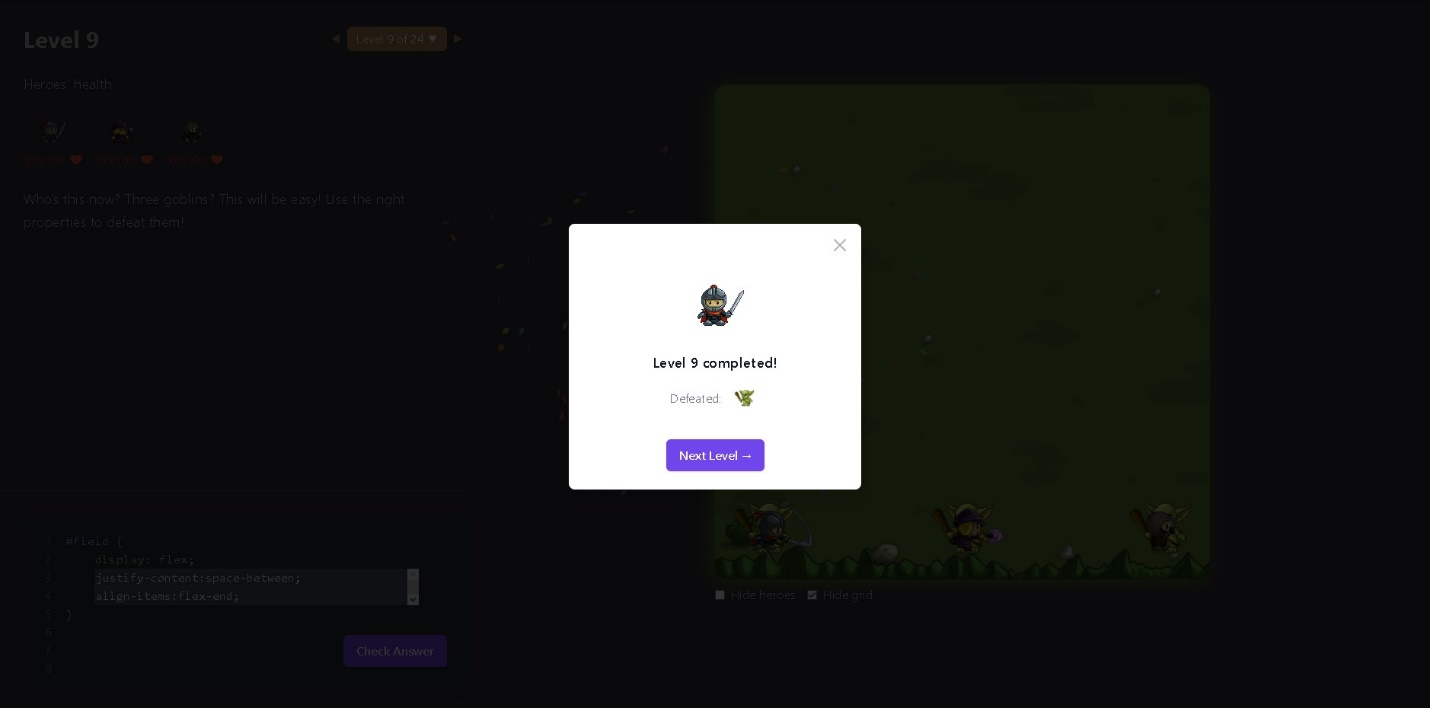 Level 9
◀ Level 9 of 24 ▼ ▶
Heroes' health
Who's this now? Three goblins? This will be easy! Use the right
properties to defeat them!
Level 9 completed!
Defeated:
Next Level →
1 #field {
2 display: flex;
3 justify-content:space-between;
4 align-items:flex-end;
5 }
6
7
8
Check Answer
Hide heroes Hide grid